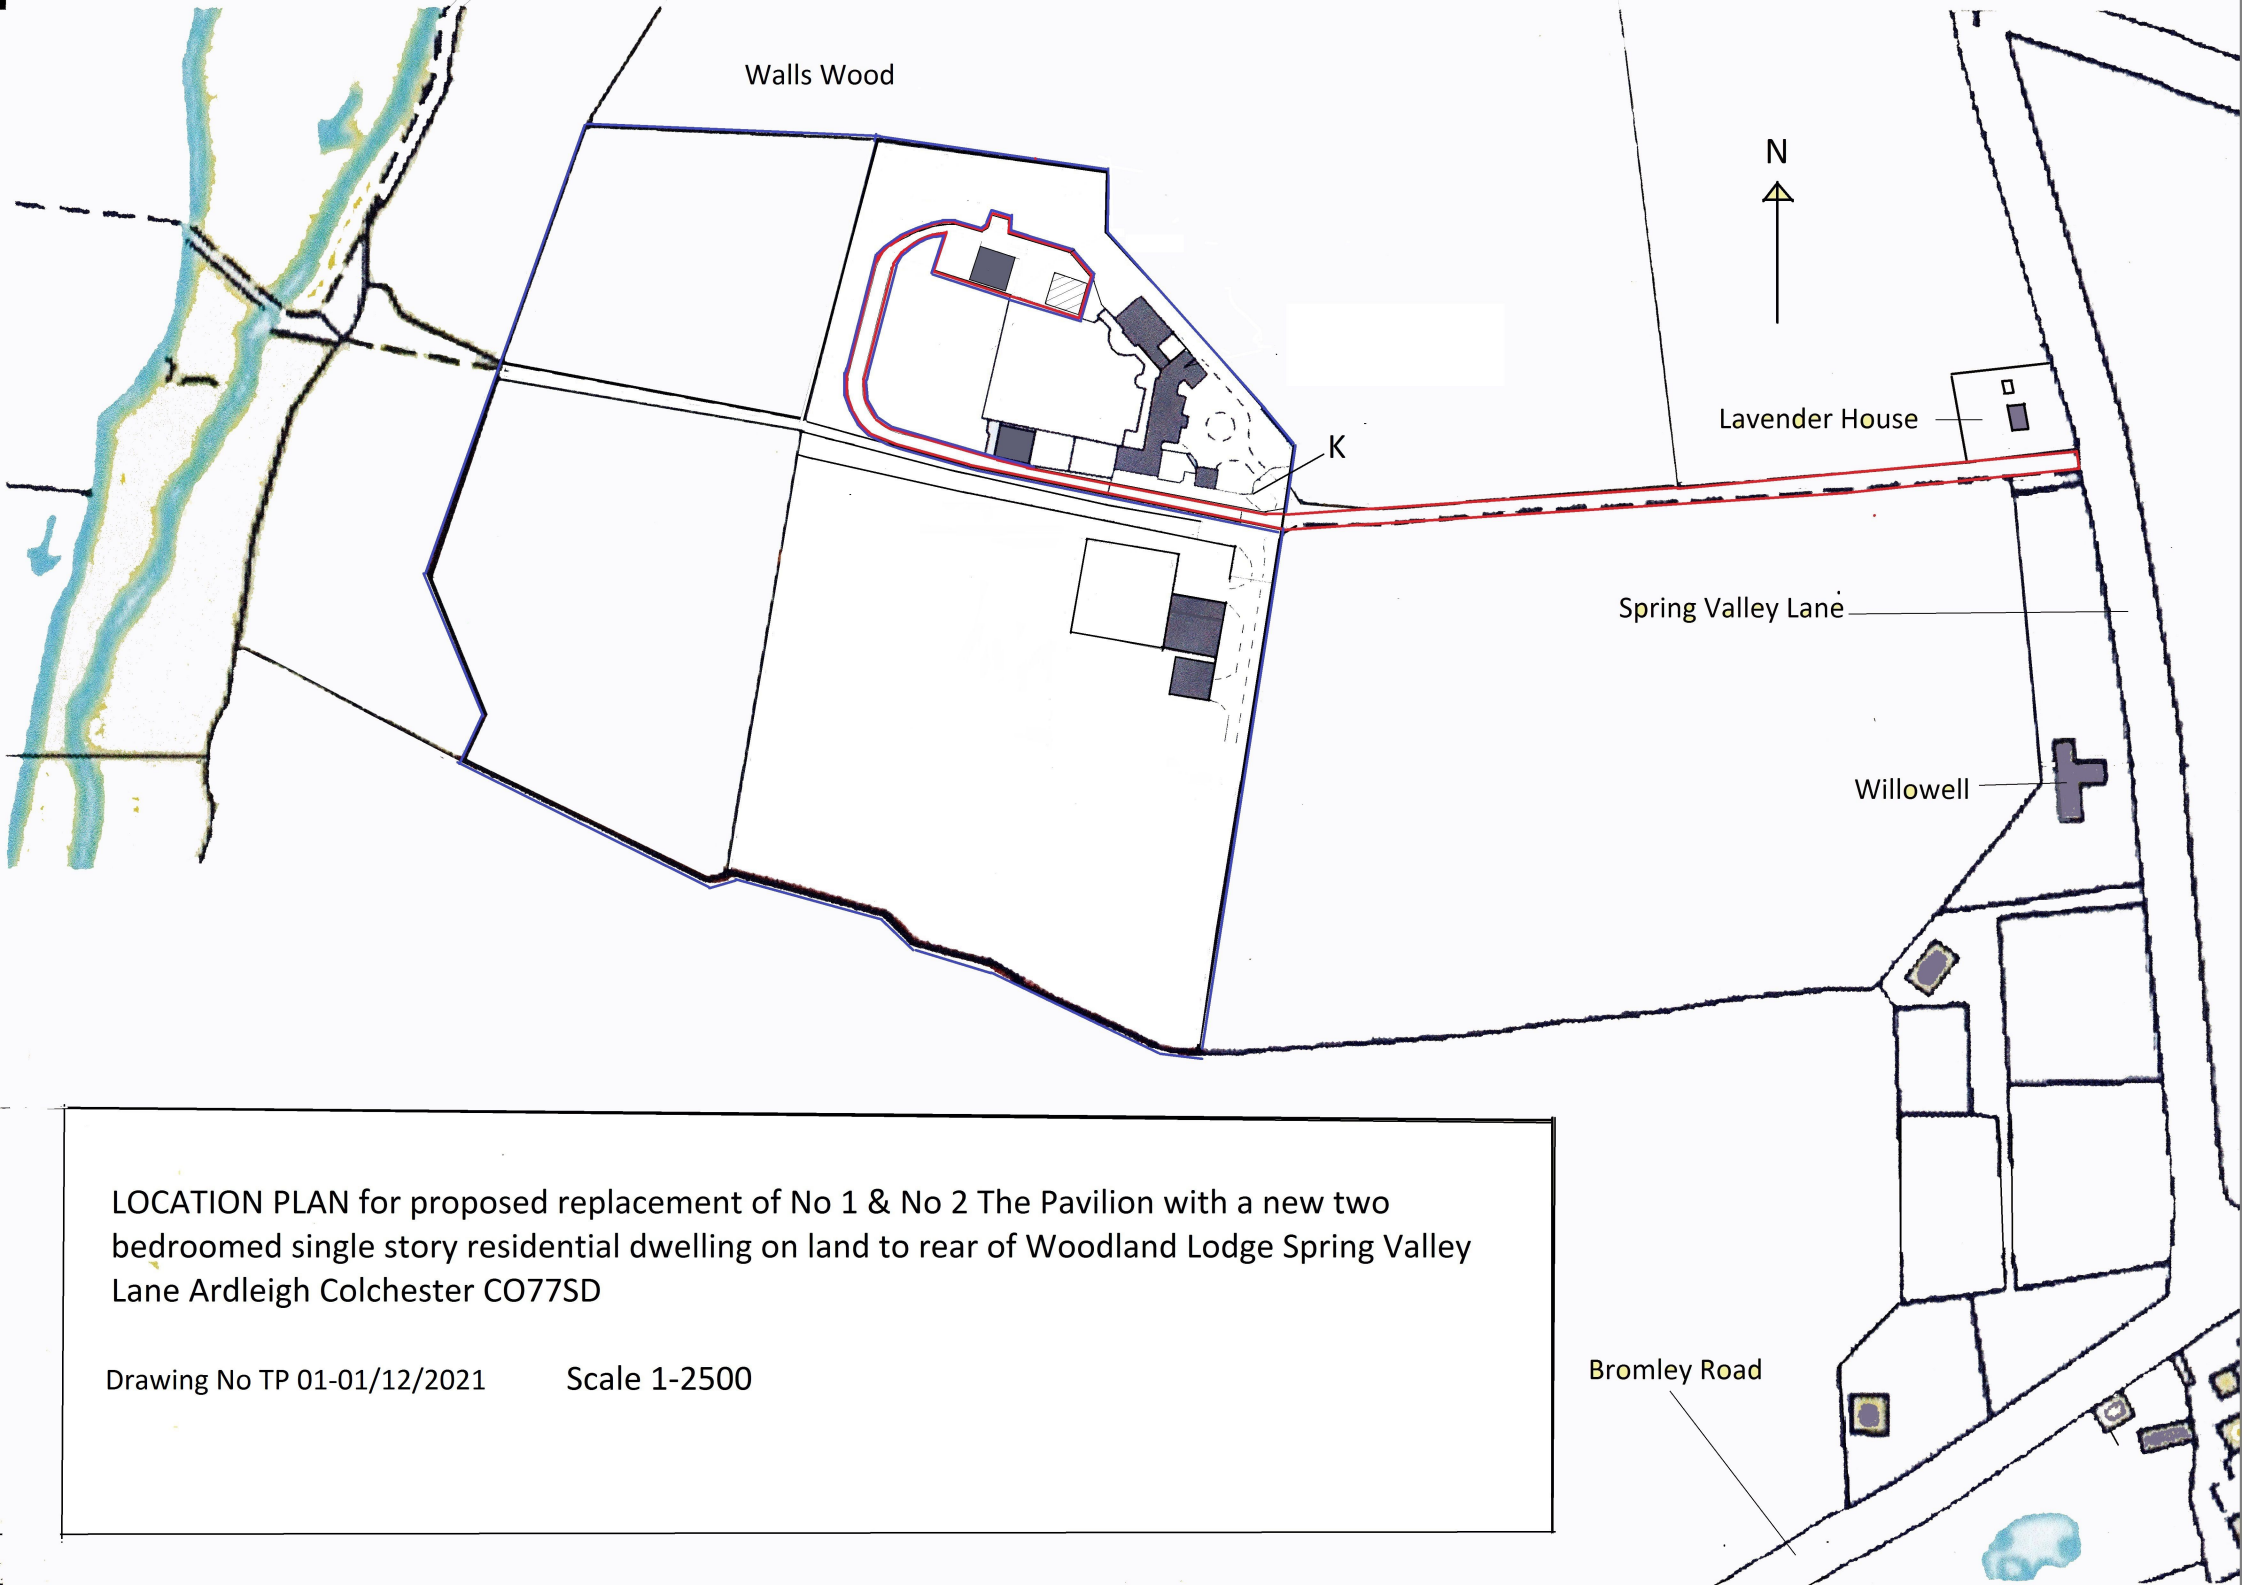 Walls Wood
N
Lavender House
K
Spring Valley Lane
Willowell
LOCATION PLAN for proposed replacement of No 1 & No 2 The Pavilion with a new two
bedroomed single story residential dwelling on land to rear of Woodland Lodge Spring Valley
Lane Ardleigh Colchester CO77SD
Bromley Road
Drawing No TP 01-01/12/2021 Scale 1-2500